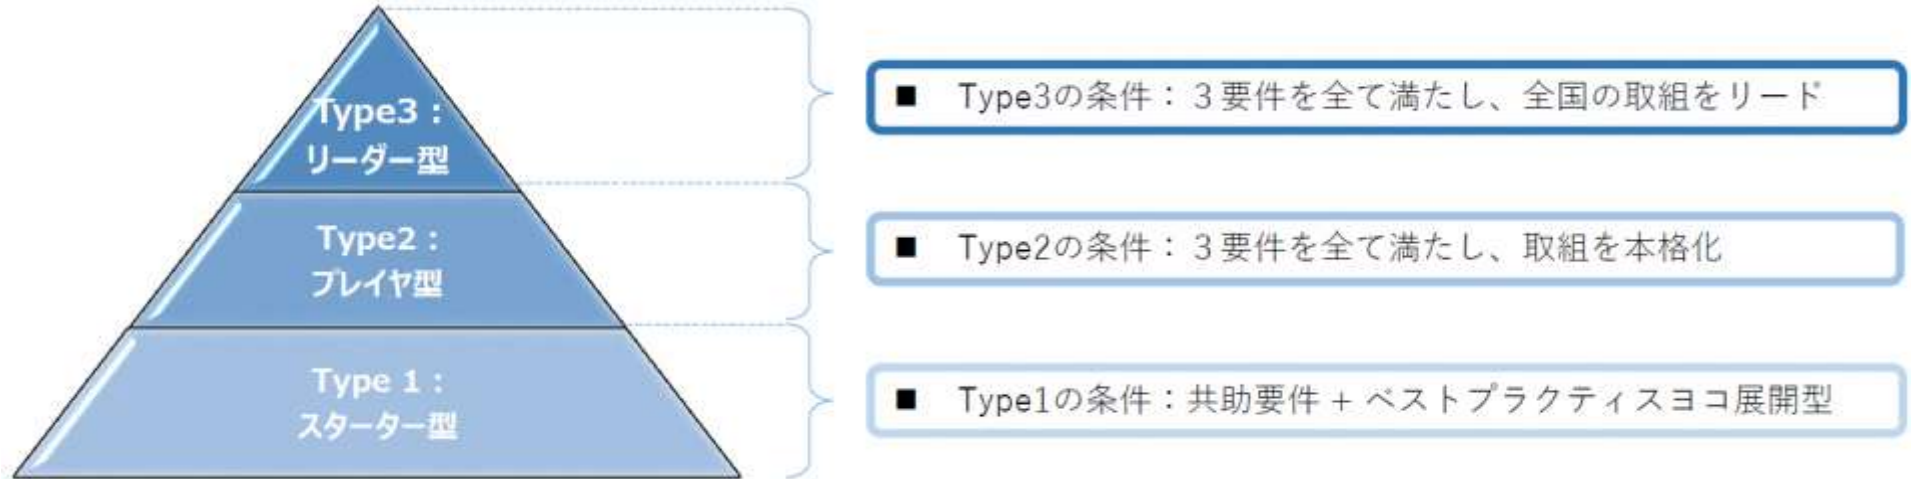 Type3：
リーダー型
■ Type3の条件：３要件を全て満たし、全国の取組をリード
Type2：
プレイヤ型
■ Type2の条件：３要件を全て満たし、取組を本格化
Type 1：
スターター型
■ Type1の条件：共助要件 + ベストプラクティスヨコ展開型